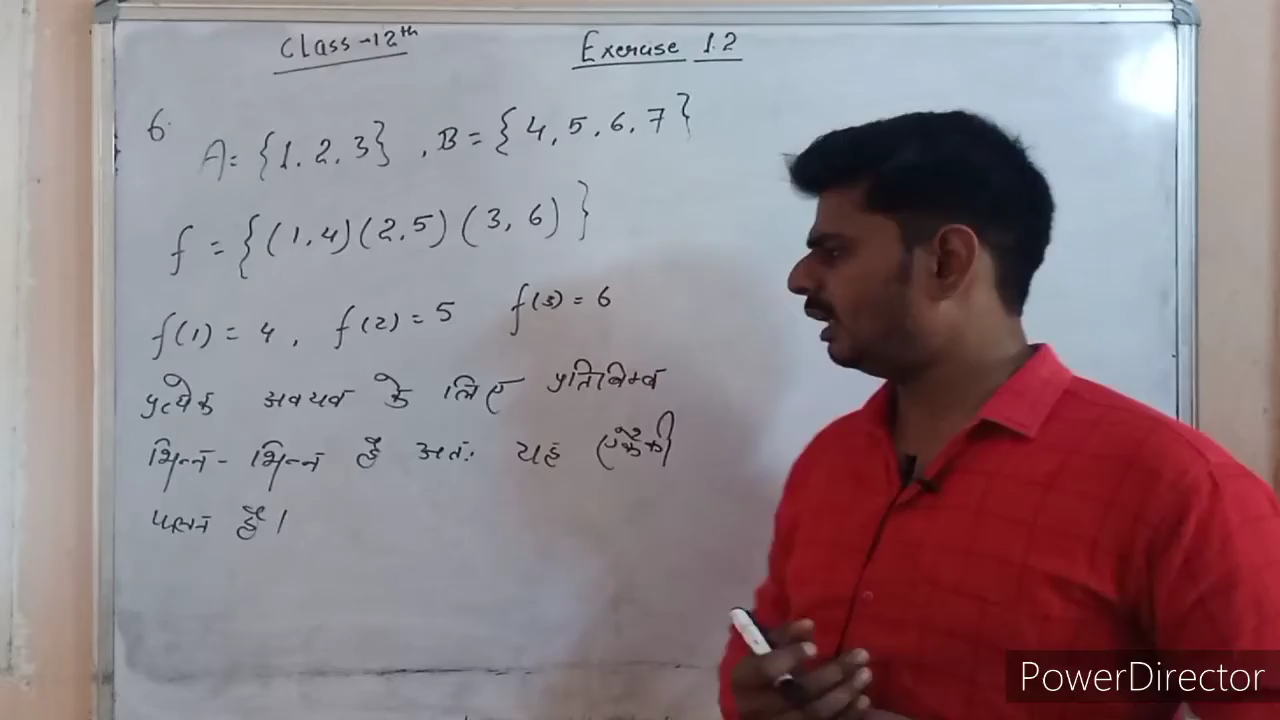 Class-12th
Exercise 1.2
6.
A = {1, 2, 3} , B = {4, 5, 6, 7}
f = {(1,4)(2,5)(3,6)}
f(1) = 4 , f(2) = 5 f(3) = 6
प्रत्येक अवयव के लिए प्रतिबिम्ब
भिन्न-भिन्न है अतः यह एकैकी
फलन है।
PowerDirector